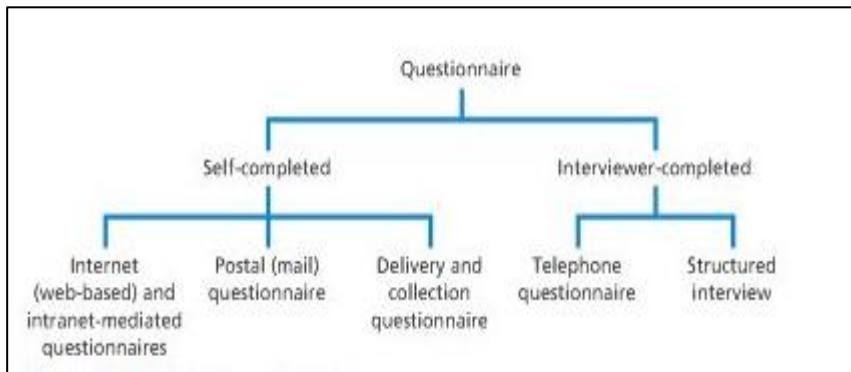 Questionnaire
Self-completed
Interviewer-completed
Internet
(web-based) and
intranet-mediated
questionnaires
Postal (mail)
questionnaire
Delivery and
collection
questionnaire
Telephone
questionnaire
Structured
interview